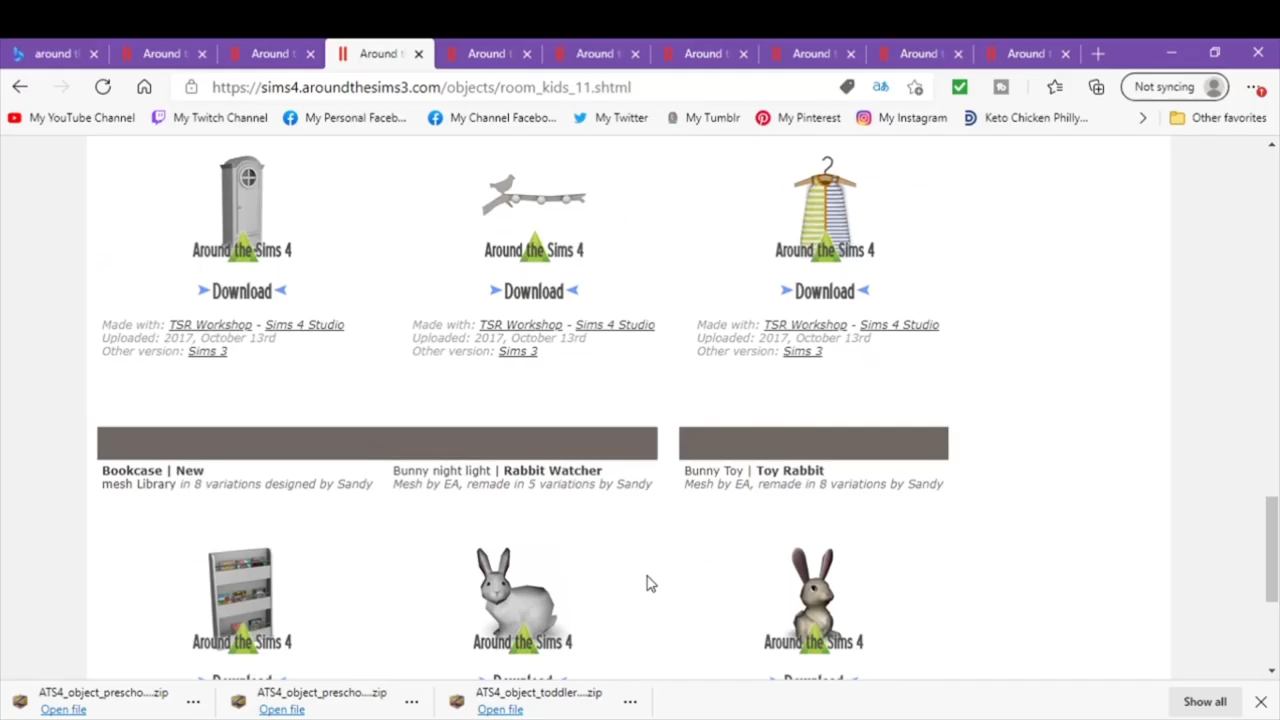 around t
Around t
Around t
Around t
Around t
Around t
Around t
Around t
Around t
Around t
https://sims4.aroundthesims3.com/objects/room_kids_11.shtml
Not syncing
My YouTube Channel
My Twitch Channel
My Personal Faceb...
My Channel Facebo...
My Twitter
My Tumblr
My Pinterest
My Instagram
Keto Chicken Philly...
Other favorites
Around the Sims 4
Around the Sims 4
Around the Sims 4
Download
Download
Download
Made with: TSR Workshop - Sims 4 Studio
Uploaded: 2017, October 13rd
Other version: Sims 3
Made with: TSR Workshop - Sims 4 Studio
Uploaded: 2017, October 13rd
Other version: Sims 3
Made with: TSR Workshop - Sims 4 Studio
Uploaded: 2017, October 13rd
Other version: Sims 3
Bookcase | New
mesh Library in 8 variations designed by Sandy
Bunny night light | Rabbit Watcher
Mesh by EA, remade in 5 variations by Sandy
Bunny Toy | Toy Rabbit
Mesh by EA, remade in 8 variations by Sandy
Around the Sims 4
Around the Sims 4
Around the Sims 4
Download
Download
Download
ATS4_object_prescho....zip
Open file
ATS4_object_prescho....zip
Open file
ATS4_object_toddler....zip
Open file
Show all